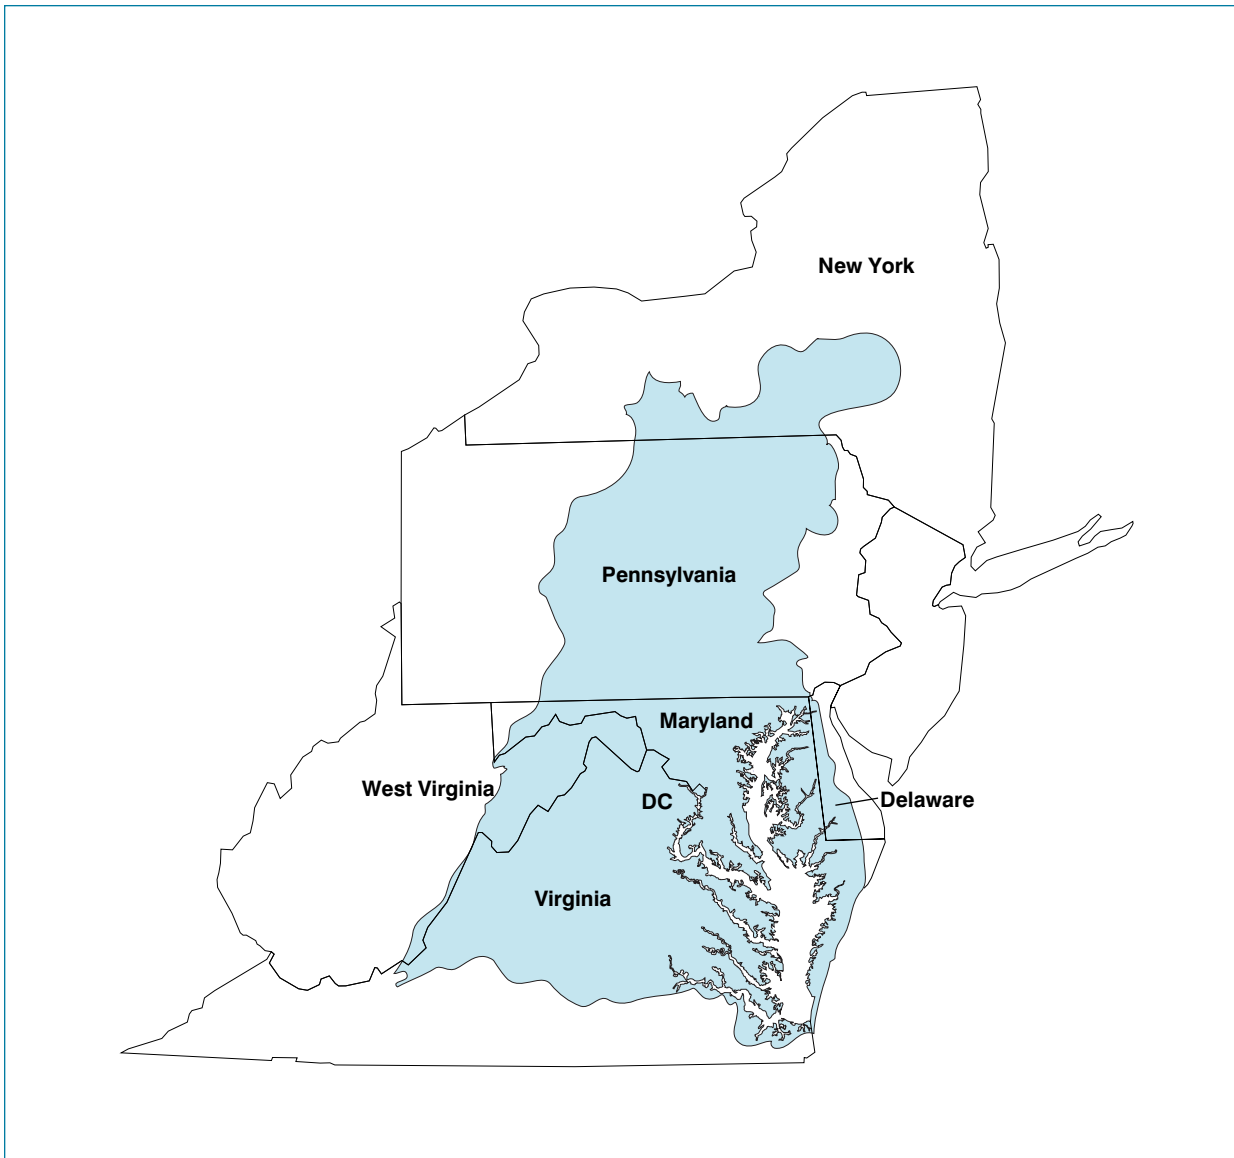 New York
Pennsylvania
Maryland
West Virginia
DC
Delaware
Virginia